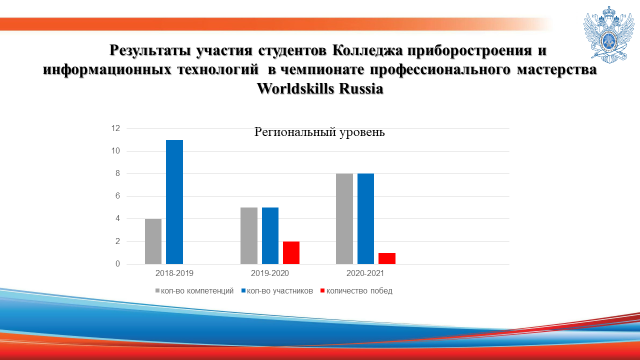 Результаты участия студентов Колледжа приборостроения и
информационных технологий в чемпионате профессионального мастерства
Worldskills Russia
Региональный уровень
12
10
8
6
4
2
0
2018-2019 2019-2020 2020-2021
кол-во компетенций кол-во участников копичество побед